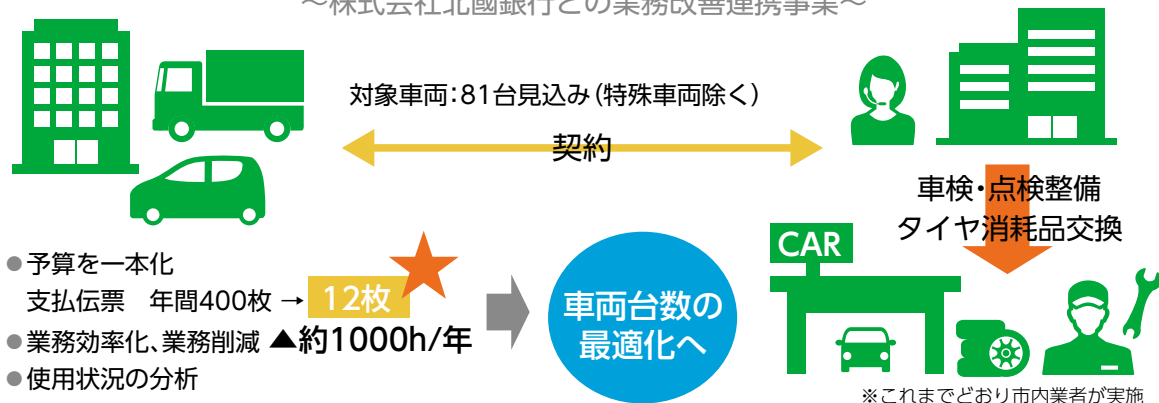 ～株式会社北國銀行との業務改善連携事業～
対象車両：81台見込み（特殊車両除く）
契約
車検・点検整備
タイヤ消耗品交換
CAR
●予算を一本化
支払伝票　年間400枚 → 12枚
●業務効率化、業務削減 ▲約1000h/年
●使用状況の分析
車両台数の
最適化へ
※これまでどおり市内業者が実施